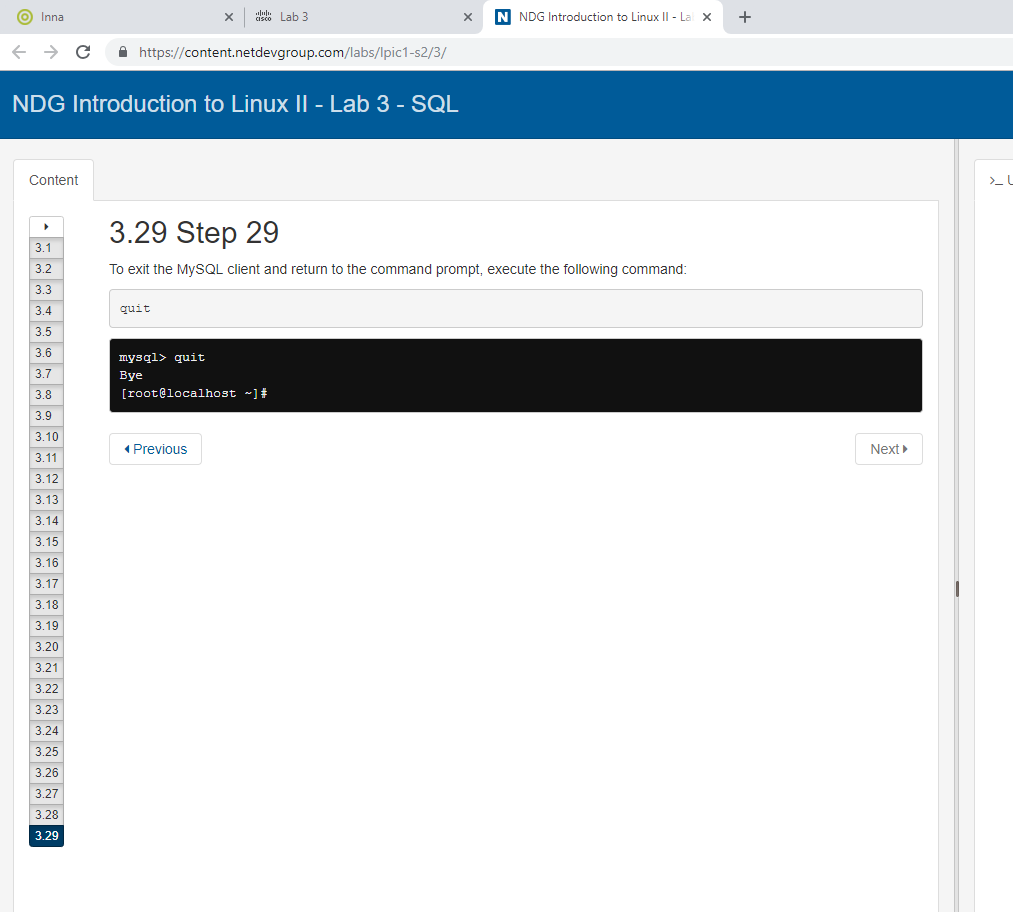 Inna
Lab 3
NDG Introduction to Linux II - La
https://content.netdevgroup.com/labs/lpic1-s2/3/
NDG Introduction to Linux II - Lab 3 - SQL
Content
>_ U
3.1
3.2
3.3
3.4
3.5
3.6
3.7
3.8
3.9
3.10
3.11
3.12
3.13
3.14
3.15
3.16
3.17
3.18
3.19
3.20
3.21
3.22
3.23
3.24
3.25
3.26
3.27
3.28
3.29
3.29 Step 29
To exit the MySQL client and return to the command prompt, execute the following command:
quit
mysql> quit
Bye
[root@localhost ~]#
Previous
Next